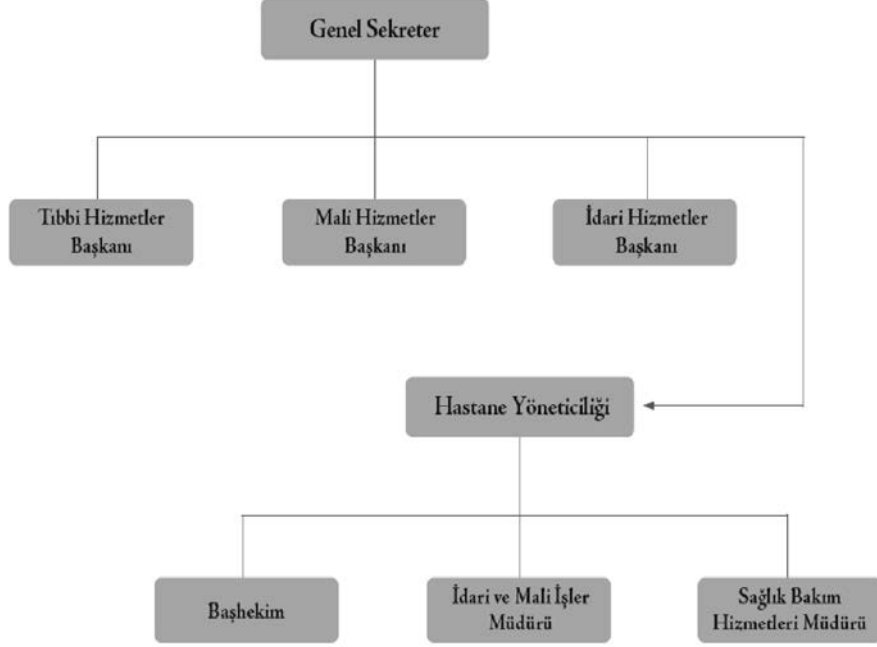 Genel Sekreter
Tıbbi Hizmetler
Başkanı
Mali Hizmetler
Başkanı
İdari Hizmetler
Başkanı
Hastane Yöneticiliği
Başhekim
İdari ve Mali İşler
Müdürü
Sağlık Bakım
Hizmetleri Müdürü